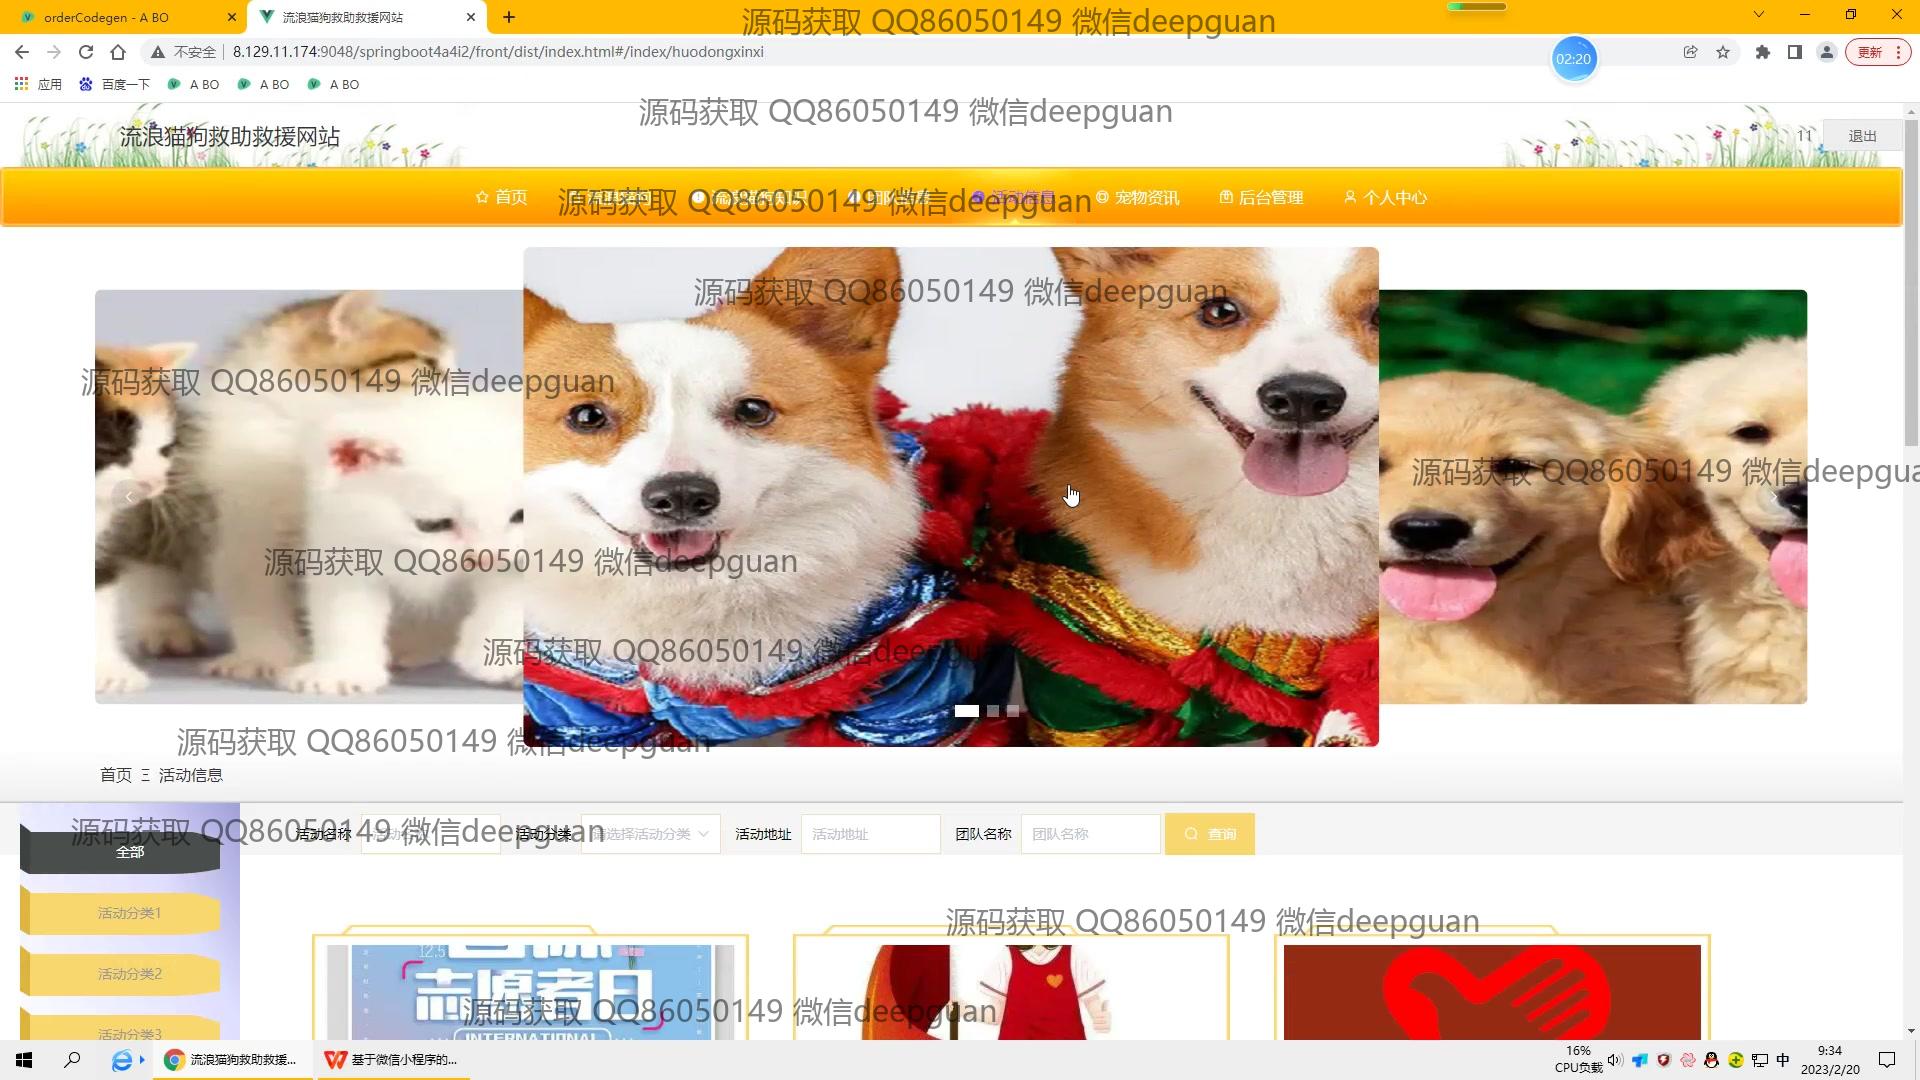 orderCodegen - A BO
流浪猫狗救助救援网站
源码获取 QQ86050149 微信deepguan
不安全 8.129.11.174:9048/springboot4a4i2/front/dist/index.html#/index/huodongxinxi
02:20
更新
应用 百度一下 A BO A BO A BO
源码获取 QQ86050149 微信deepguan
流浪猫狗救助救援网站
11 退出
首页 活动信息 宠物资讯 后台管理 个人中心
源码获取 QQ86050149 微信deepguan
源码获取 QQ86050149 微信deepguan
源码获取 QQ86050149 微信deepguan
源码获取 QQ86050149 微信deepgua
源码获取 QQ86050149 微信deepguan
源码获取 QQ86050149 微信deepgu
源码获取 QQ86050149 微信deepguan
首页 Ξ 活动信息
源码获取 QQ86050149 微信deepguan
活动名称 活动分类 请选择活动分类 活动地址 活动地址 团队名称 团队名称 查询
全部
活动分类1
活动分类2
活动分类3
源码获取 QQ86050149 微信deepguan
12.5
志愿者日
INTERNATIONAL
源码获取 QQ86050149 微信deepguan
流浪猫狗救助救援...
基于微信小程序的...
16%
CPU负载
中
9:34
2023/2/20